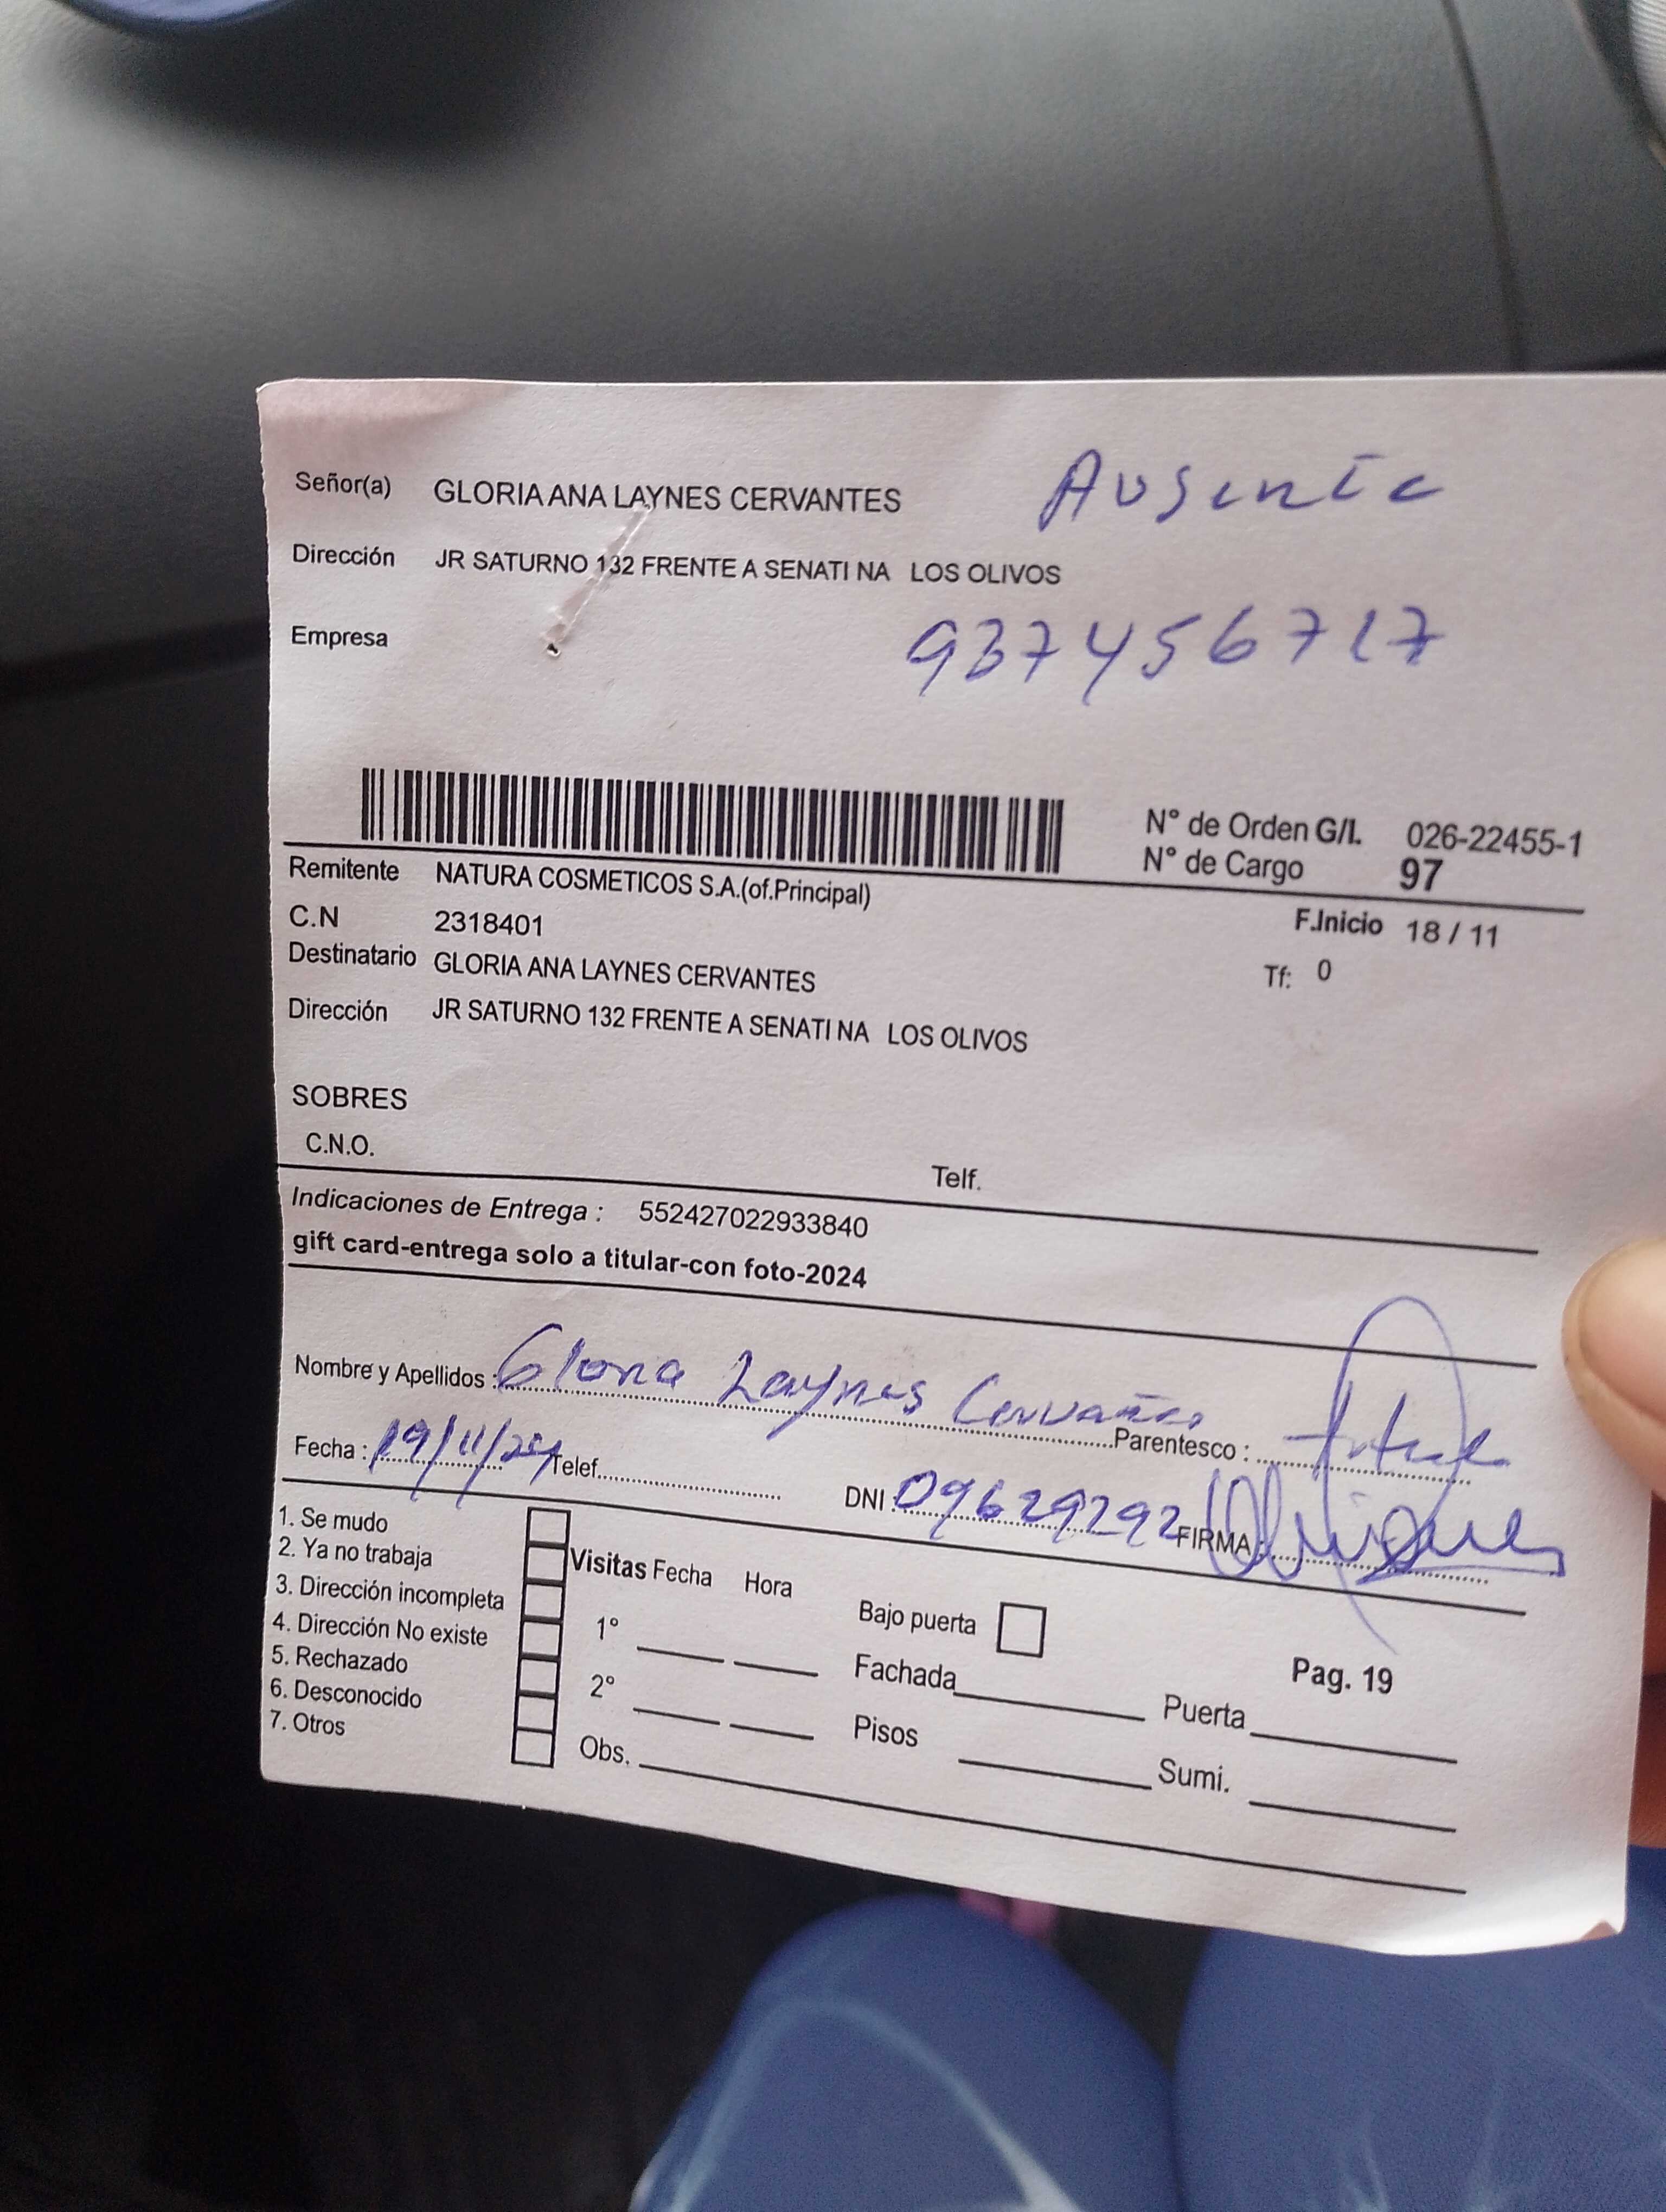 Señor(a) GLORIA ANA LAYNES CERVANTES Ausente
Dirección JR SATURNO 132 FRENTE A SENATI NA LOS OLIVOS
Empresa 937456717
N° de Orden G/I. 026-22455-1
N° de Cargo 97
Remitente NATURA COSMETICOS S.A.(of.Principal)
C.N 2318401 F.Inicio 18 / 11
Destinatario GLORIA ANA LAYNES CERVANTES Tf: 0
Dirección JR SATURNO 132 FRENTE A SENATI NA LOS OLIVOS
SOBRES
C.N.O. Telf.
Indicaciones de Entrega : 552427022933840
gift card-entrega solo a titular-con foto-2024
Nombre y Apellidos : Gloria Laynes Cervantes Parentesco :
Fecha : 19/11/24 Telef. DNI : 09629292 FIRMA :
1. Se mudo
2. Ya no trabaja Visitas Fecha Hora
3. Dirección incompleta Bajo puerta
4. Dirección No existe 1° Fachada Pag. 19
5. Rechazado Puerta
6. Desconocido 2° Pisos
7. Otros Obs. Sumi.